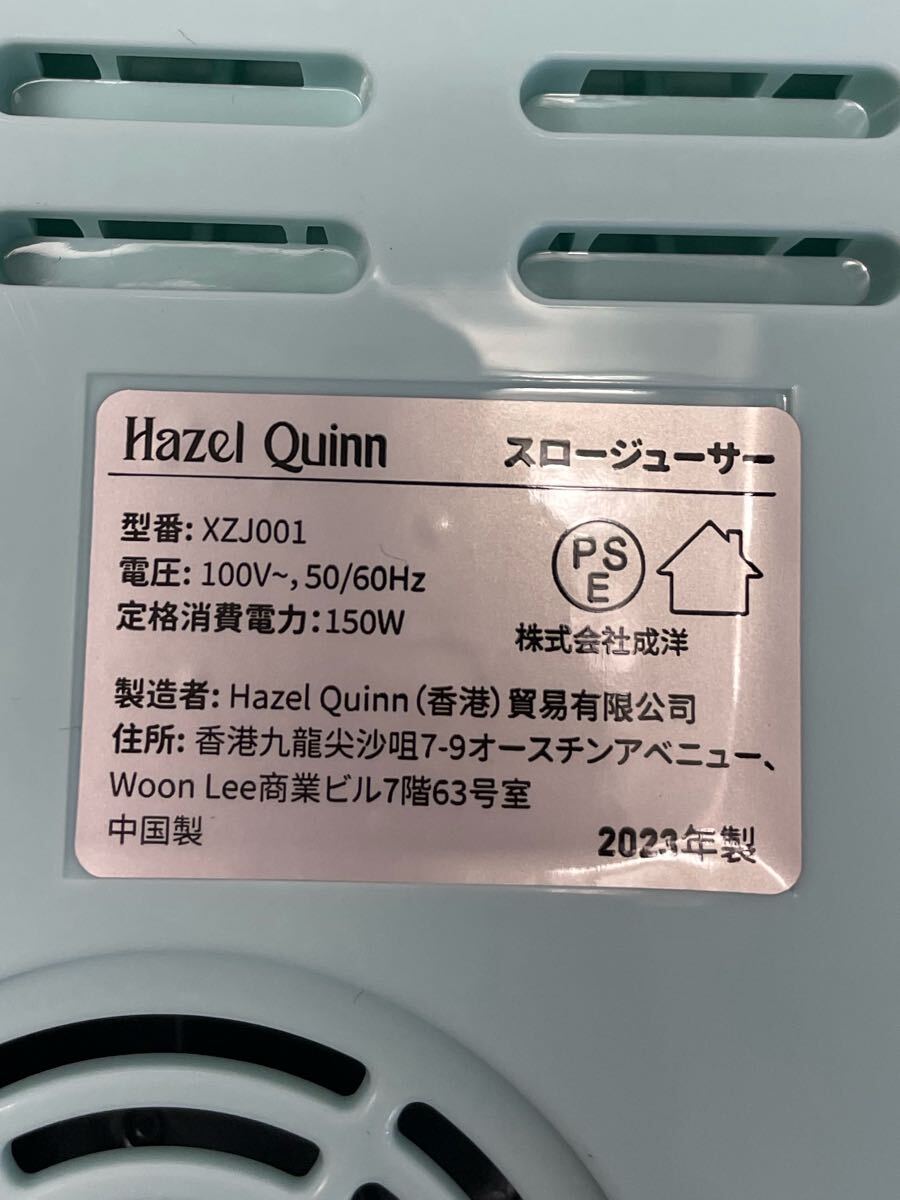 Hazel Quinn スロージューサー
型番: XZJ001
電圧: 100V~, 50/60Hz
定格消費電力: 150W
PSE
株式会社成洋
製造者: Hazel Quinn (香港) 貿易有限公司
住所: 香港九龍尖沙咀7-9オースチンアベニュー、
Woon Lee商業ビル7階63号室
中国製 2023年製